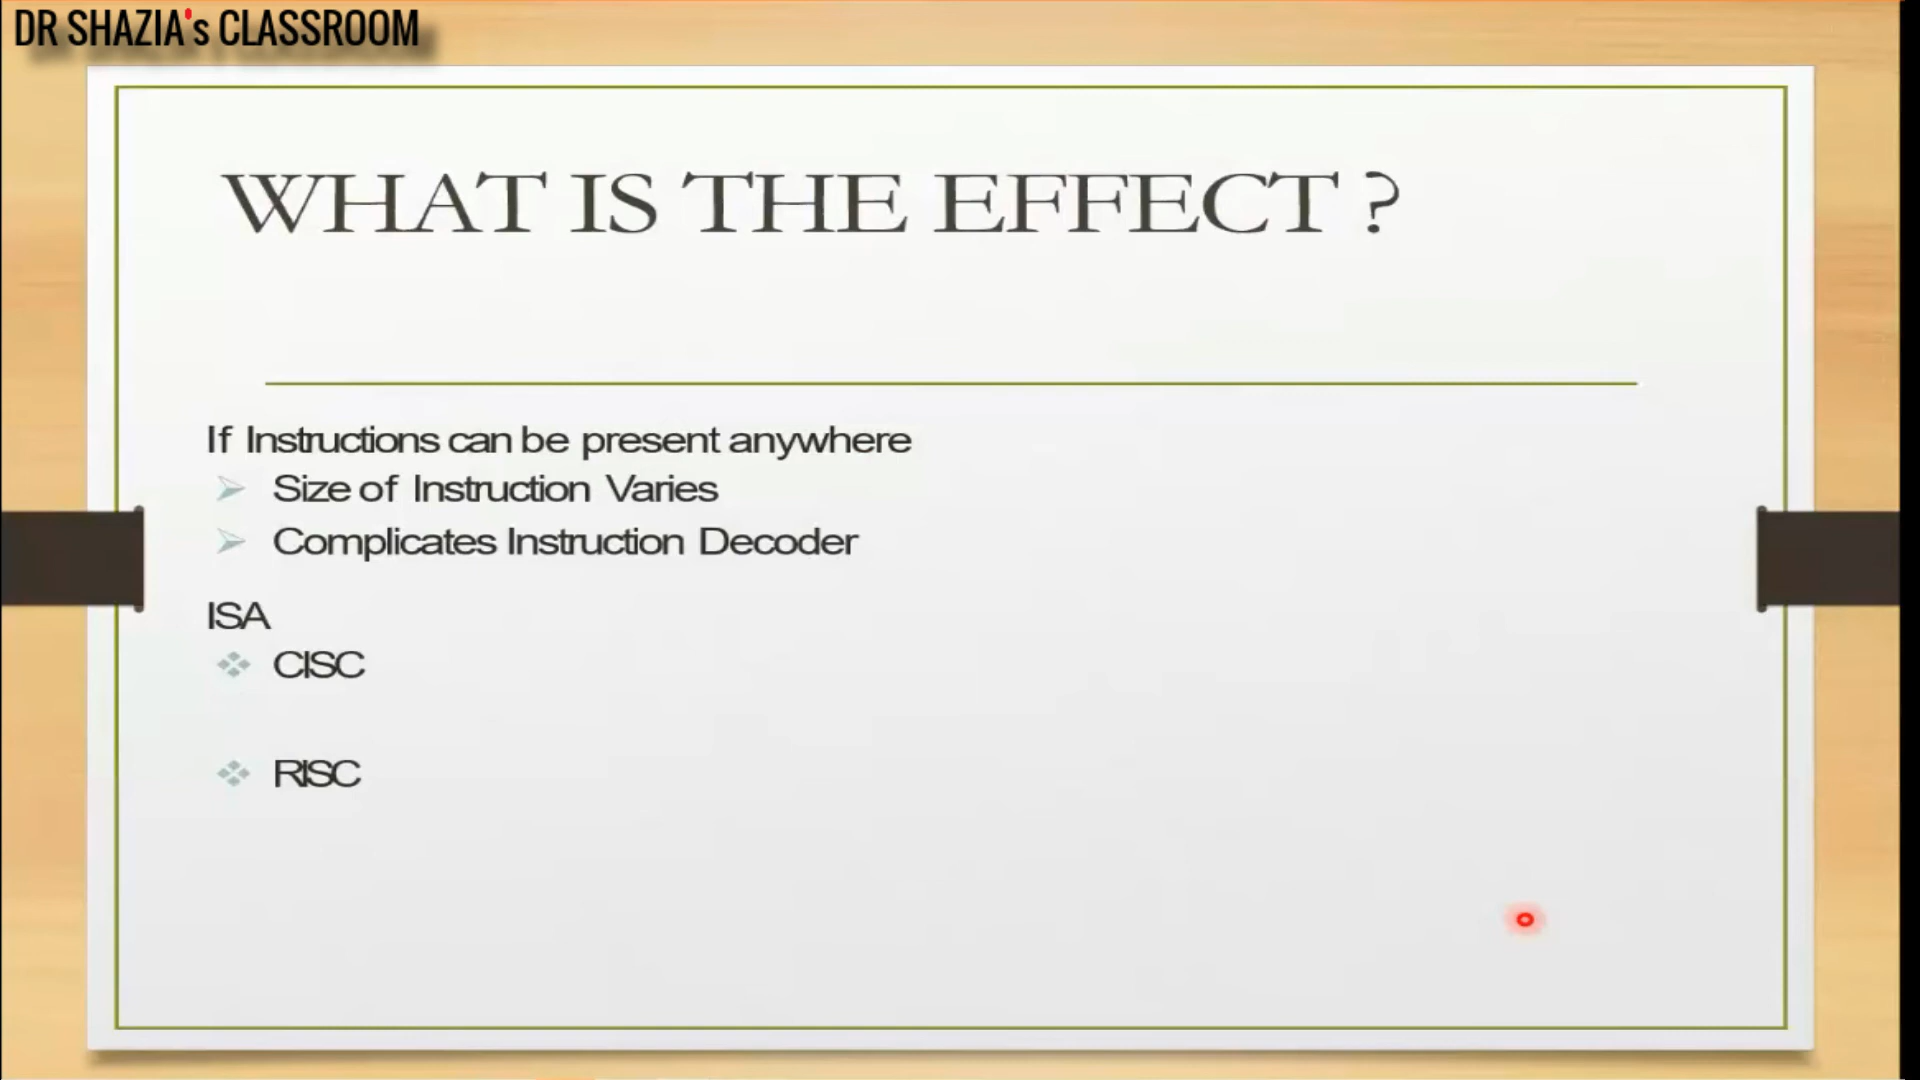 DR SHAZIA's CLASSROOM
WHAT IS THE EFFECT ?
If Instructions can be present anywhere
Size of Instruction Varies
Complicates Instruction Decoder
ISA
CISC
RISC